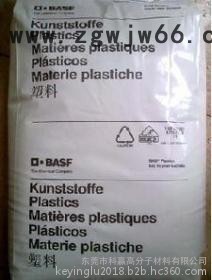 www.zgwjw66.com
Kunststoffe
Plastics
Matières plastiques
Plásticos
Materie plastiche
塑料
BASF
The Chemical Company
BASF
Kunststoffe
Plastics
Matières plastiques
Plásticos
Materie plastiche
塑料
东莞市科赢高分子材料有限公司
keyinglu2018.b2b.hc360.com